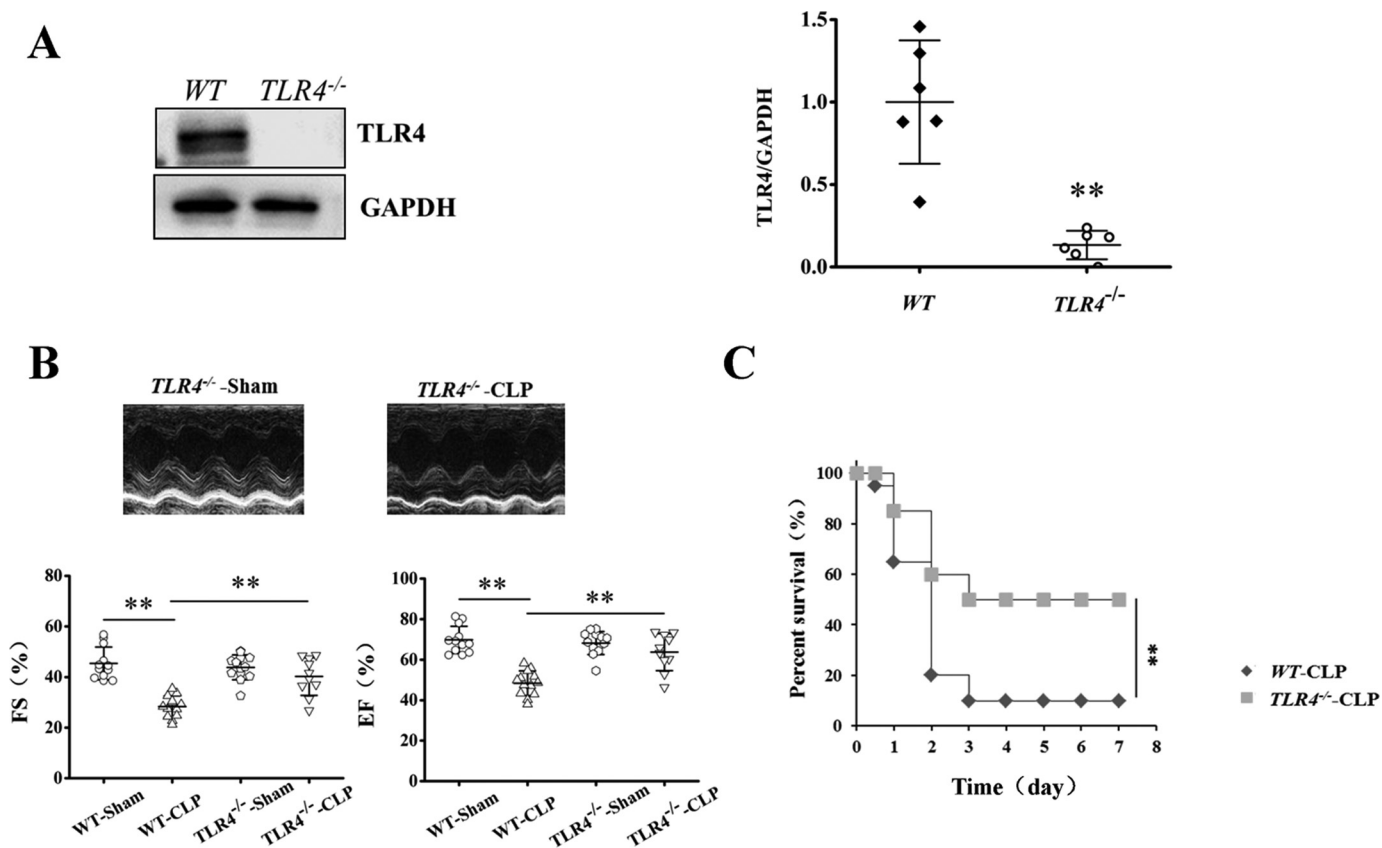 A
WT TLR4-/-
TLR4
GAPDH
TLR4/GAPDH
1.5
1.0
0.5
0.0
**
WT TLR4-/-
B
TLR4-/- -Sham
TLR4-/- -CLP
FS (%)
80
60
40
20
0
** **
WT-Sham
WT-CLP
TLR4-/--Sham
TLR4-/--CLP
EF (%)
100
80
60
40
20
0
** **
WT-Sham
WT-CLP
TLR4-/--Sham
TLR4-/--CLP
C
Percent survival (%)
100
80
60
40
20
0
0 1 2 3 4 5 6 7 8
Time (day)
**
WT-CLP
TLR4-/--CLP